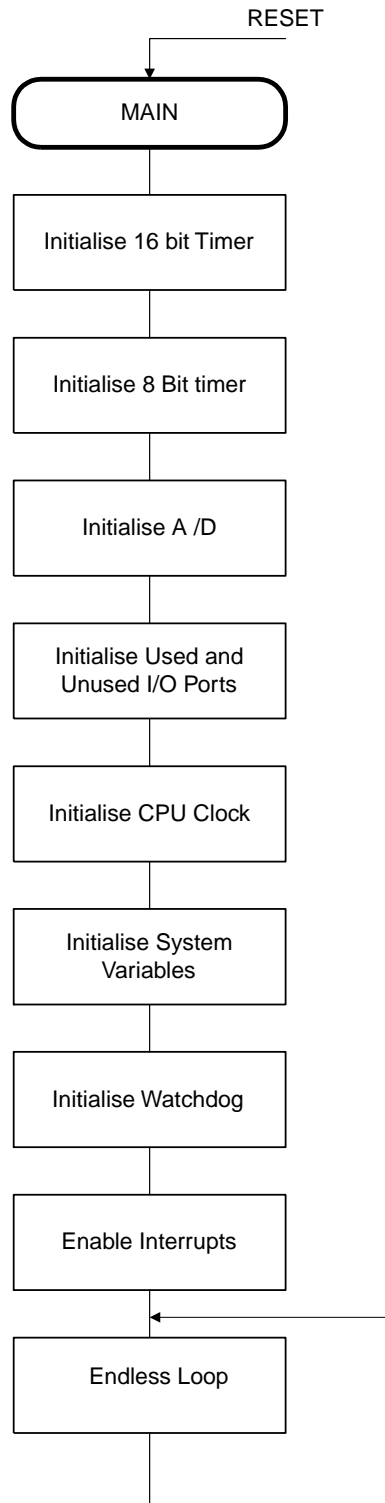 RESET
MAIN
Initialise 16 bit Timer
Initialise 8 Bit timer
Initialise A /D
Initialise Used and
Unused I/O Ports
Initialise CPU Clock
Initialise System
Variables
Initialise Watchdog
Enable Interrupts
Endless Loop